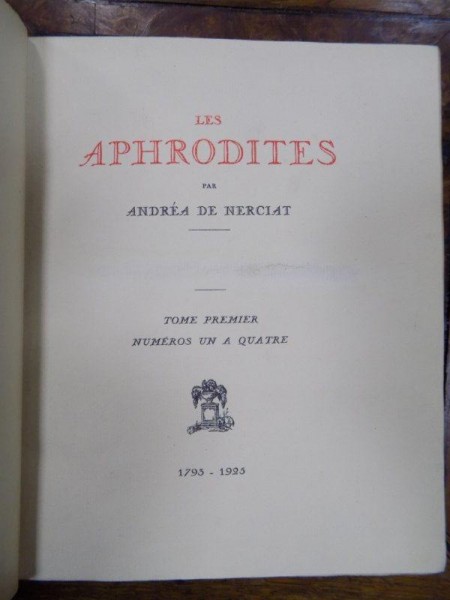 LES
APHRODITES
PAR
ANDRÉA DE NERCIAT
TOME PREMIER
NUMÉROS UN A QUATRE
1793 - 1925